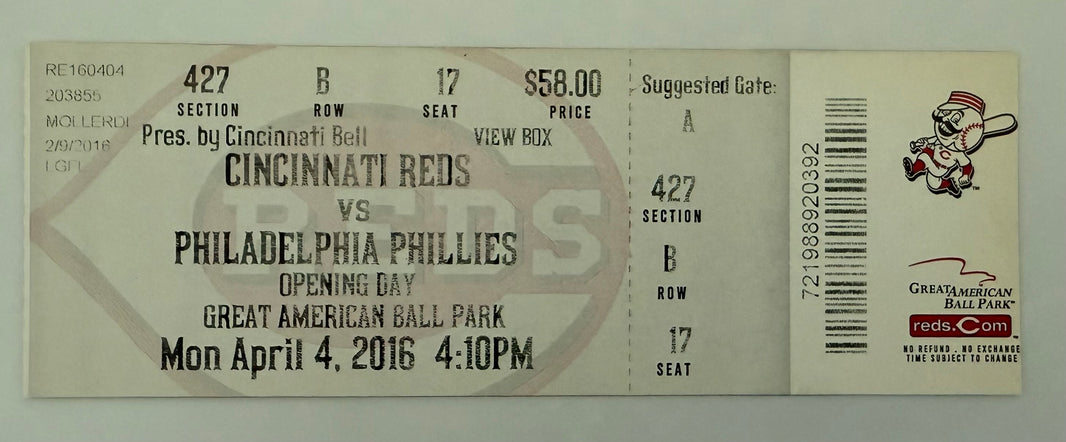 RE160404
203855
MOLLERDI
2/9/2016
427 B 17 $58.00
SECTION ROW SEAT PRICE
Pres. by Cincinnati Bell VIEW BOX
CINCINNATI REDS
VS
PHILADELPHIA PHILLIES
OPENING DAY
GREAT AMERICAN BALL PARK
Mon April 4, 2016 4:10PM
REDS
Suggested Gate:
A
427
SECTION
B
ROW
17
SEAT
721988920392
GREAT AMERICAN
BALL PARK™
reds.Com
NO REFUND . NO EXCHANGE
TIME SUBJECT TO CHANGE